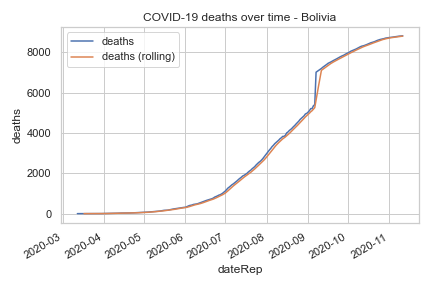 COVID-19 deaths over time - Bolivia
deaths
deaths (rolling)
8000
6000
4000
2000
0
deaths
2020-03
2020-04
2020-05
2020-06
2020-07
2020-08
2020-09
2020-10
2020-11
dateRep